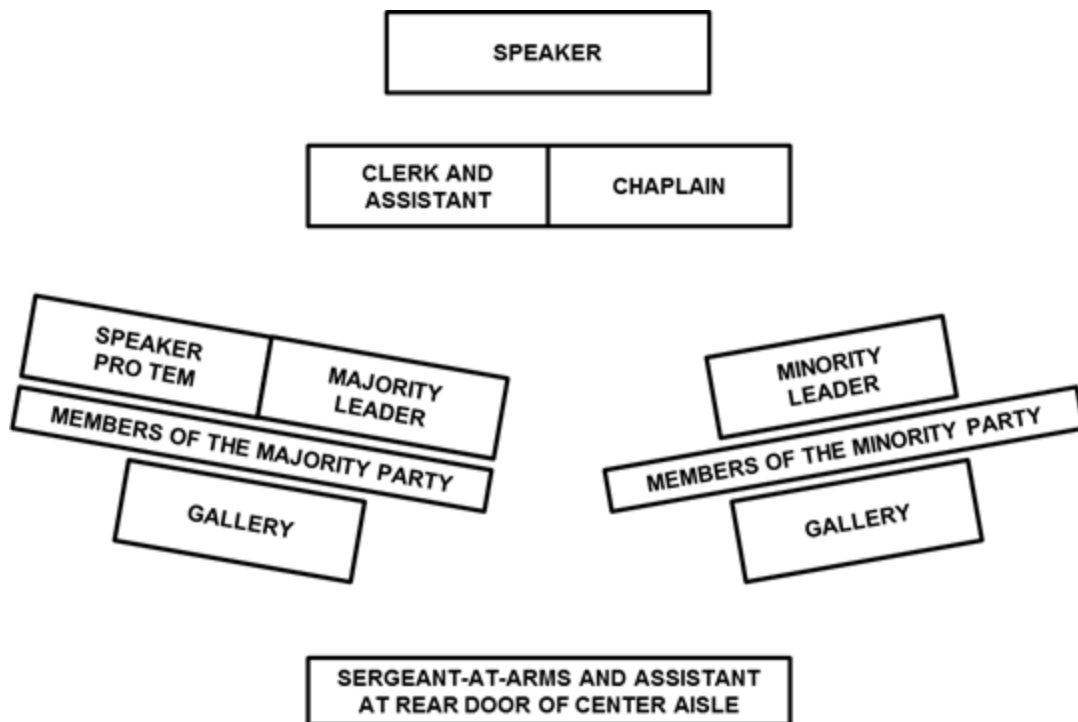 SPEAKER
CLERK AND
ASSISTANT
CHAPLAIN
SPEAKER
PRO TEM
MAJORITY
LEADER
MEMBERS OF THE MAJORITY PARTY
GALLERY
MINORITY
LEADER
MEMBERS OF THE MINORITY PARTY
GALLERY
SERGEANT-AT-ARMS AND ASSISTANT
AT REAR DOOR OF CENTER AISLE